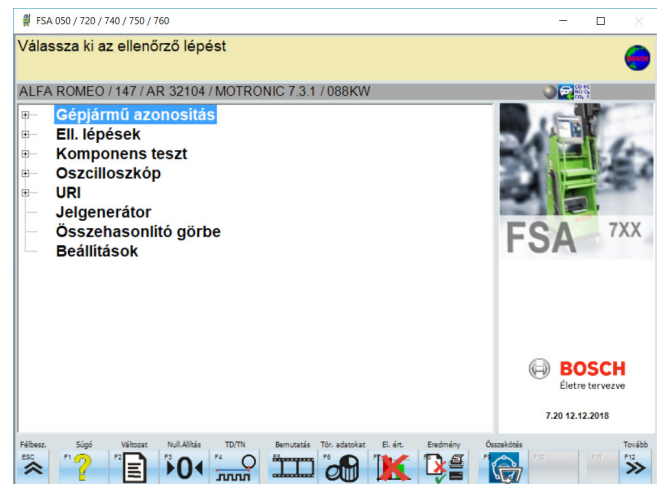 FSA 050 / 720 / 740 / 750 / 760
Válassza ki az ellenőrző lépést
BOSCH
ALFA ROMEO / 147 / AR 32104 / MOTRONIC 7.3.1 / 088KW
Gépjármű azonosítás
Ell. lépések
Komponens teszt
Oszcilloszkóp
URI
Jelgenerátor
Összehasonlító görbe
Beállítások
FSA 7XX
BOSCH
Életre tervezve
7.20 12.12.2018
Félbesz. Súgó Változat Null.Állítás TD/TN Bemutatás Tör. adatokat El. ért. Eredmény Összekötés Tovább
ESC F1 F2 F3 F4 F6 F10 F11 F12